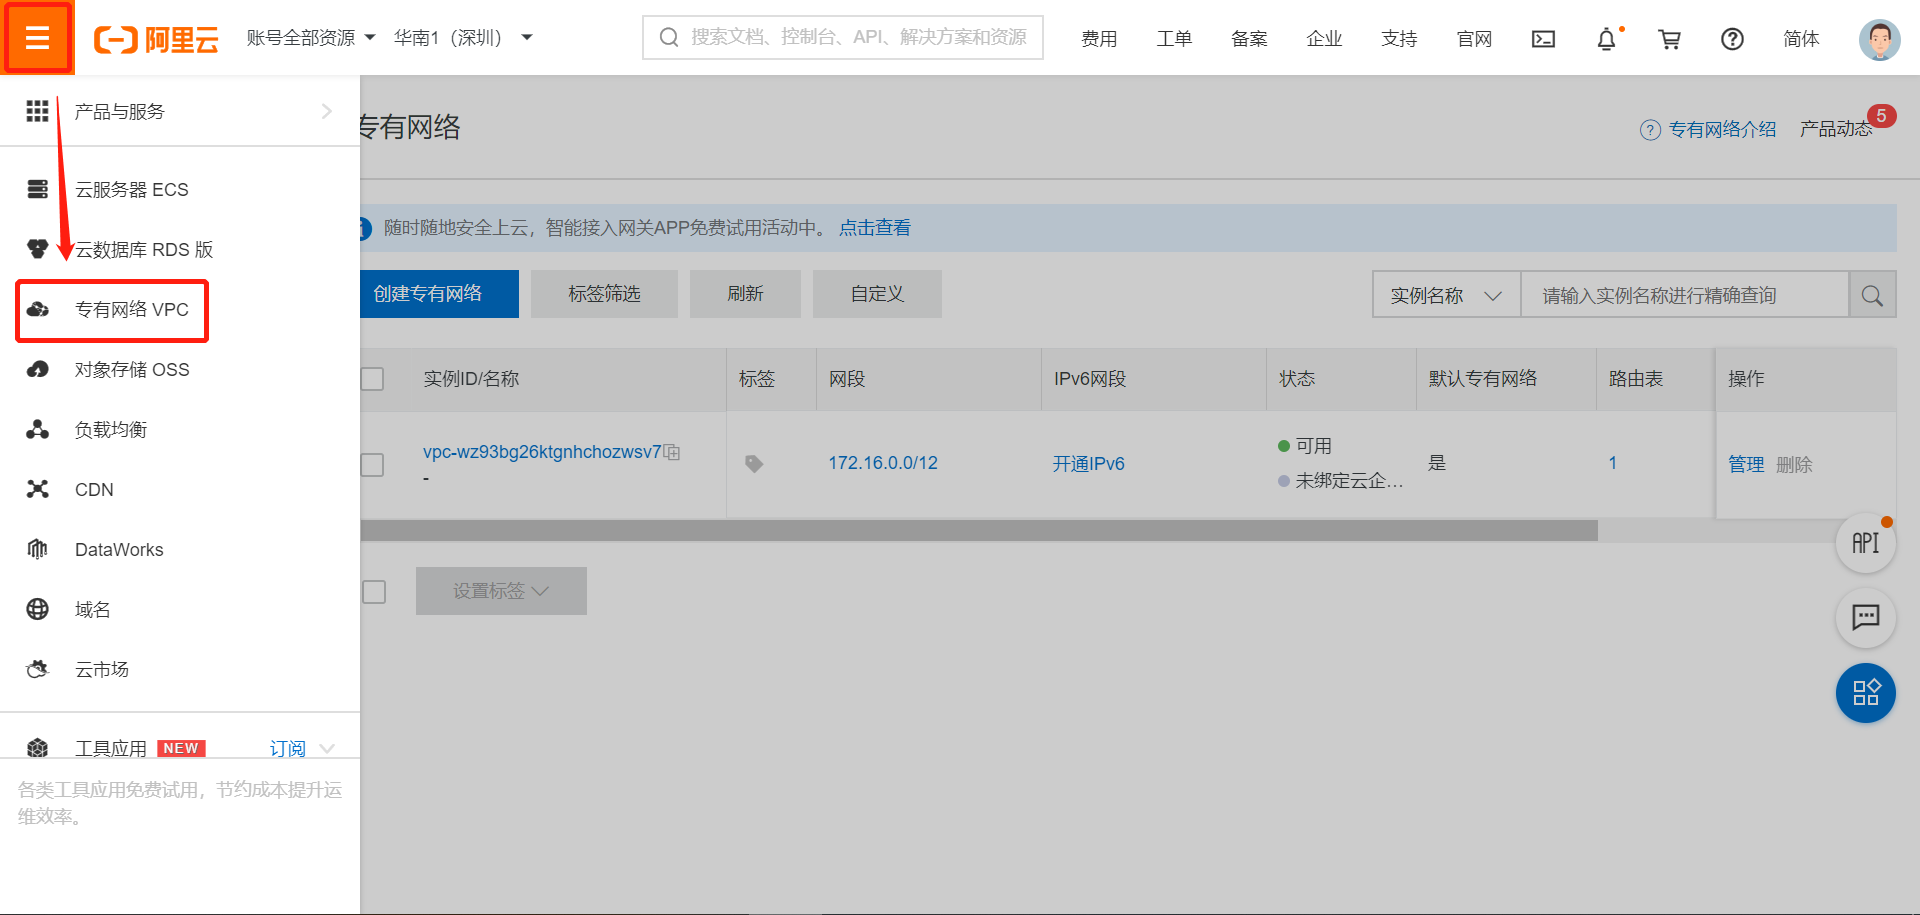 阿里云
账号全部资源
华南1（深圳）
搜索文档、控制台、API、解决方案和资源
费用
工单
备案
企业
支持
官网
简体
产品与服务
云服务器 ECS
云数据库 RDS 版
专有网络 VPC
对象存储 OSS
负载均衡
CDN
DataWorks
域名
云市场
工具应用 NEW 订阅
各类工具应用免费试用，节约成本提升运
维效率。
专有网络
专有网络介绍
产品动态
5
随时随地安全上云，智能接入网关APP免费试用活动中。 点击查看
创建专有网络
标签筛选
刷新
自定义
实例名称
请输入实例名称进行精确查询
实例ID/名称
标签
网段
IPv6网段
状态
默认专有网络
路由表
操作
vpc-wz93bg26ktgnhchozwsv7
-
172.16.0.0/12
开通IPv6
可用
未绑定云企...
是
1
管理 删除
设置标签
API